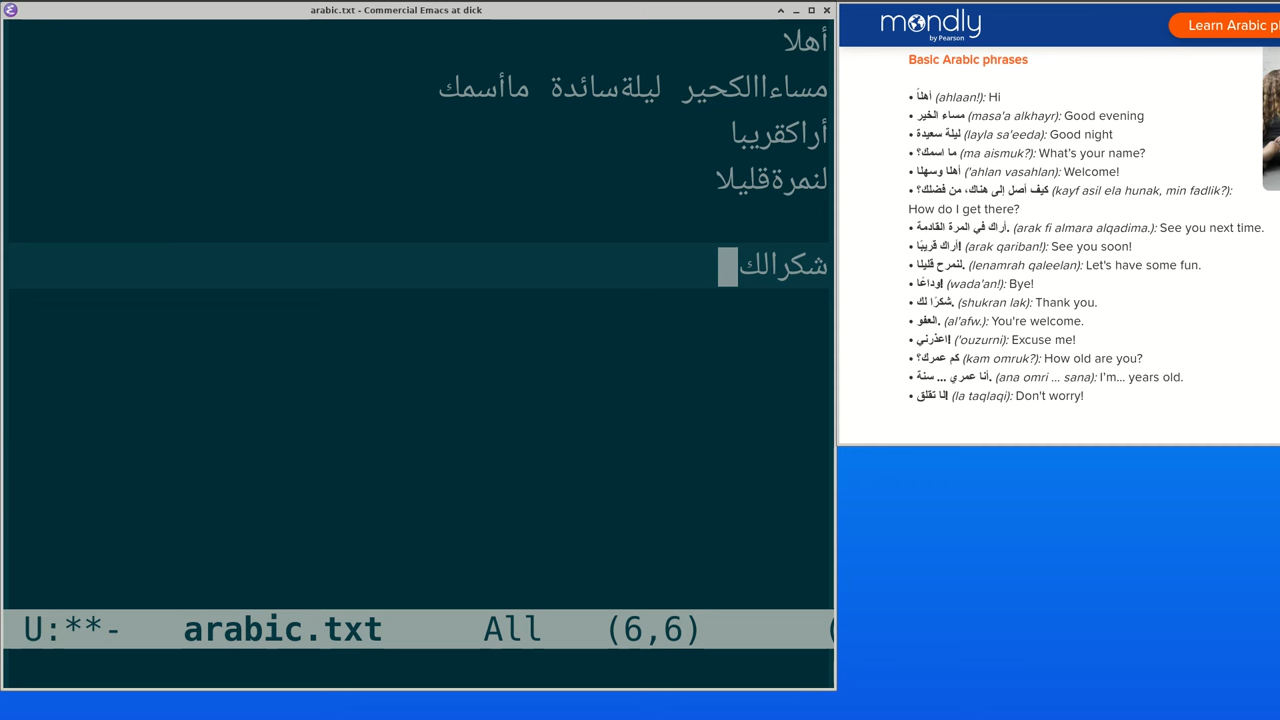 arabic.txt - Commercial Emacs at dick
أهلا
مساءاالكحير ليلةسائدة ماأسمك
أراكقريبا
لنمرةقليلا
شكرالك
U:**- arabic.txt All (6,6) (
mondly
by Pearson
Learn Arabic p
Basic Arabic phrases
• أهلاً (ahlaan!): Hi
• مساء الخير (masa'a alkhayr): Good evening
• ليلة سعيدة (layla sa'eeda): Good night
• ما اسمك؟ (ma aismuk?): What's your name?
• أهلا وسهلا ('ahlan vasahlan): Welcome!
• كيف أصل إلى هناك، من فضلك؟ (kayf asil ela hunak, min fadlik?):
How do I get there?
• أراك في المرة القادمة. (arak fi almara alqadima.): See you next time.
• أراك قريبًا! (arak qariban!): See you soon!
• لنمرح قليلا. (lenamrah qaleelan): Let's have some fun.
• وداعًا! (wada'an!): Bye!
• شكرًا لك. (shukran lak): Thank you.
• العفو. (al'afw.): You're welcome.
• اعذرني! ('ouzurni): Excuse me!
• كم عمرك؟ (kam omruk?): How old are you?
• أنا عمري ... سنة. (ana omri ... sana): I'm... years old.
• لا تقلق! (la taqlaqi): Don't worry!